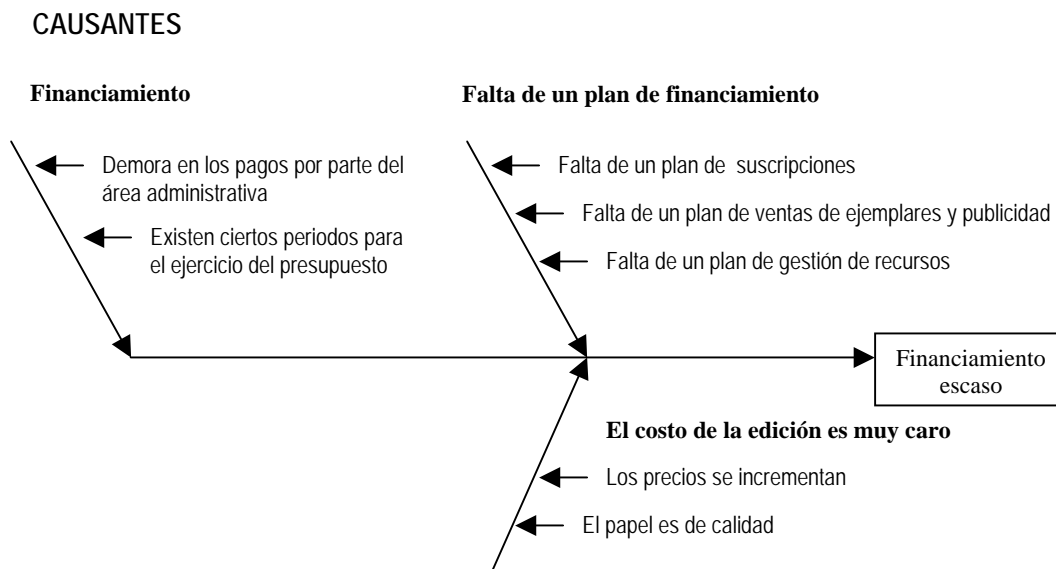 CAUSANTES
Financiamiento
Demora en los pagos por parte del
área administrativa
Existen ciertos periodos para
el ejercicio del presupuesto
Falta de un plan de financiamiento
Falta de un plan de suscripciones
Falta de un plan de ventas de ejemplares y publicidad
Falta de un plan de gestión de recursos
Financiamiento
escaso
El costo de la edición es muy caro
Los precios se incrementan
El papel es de calidad